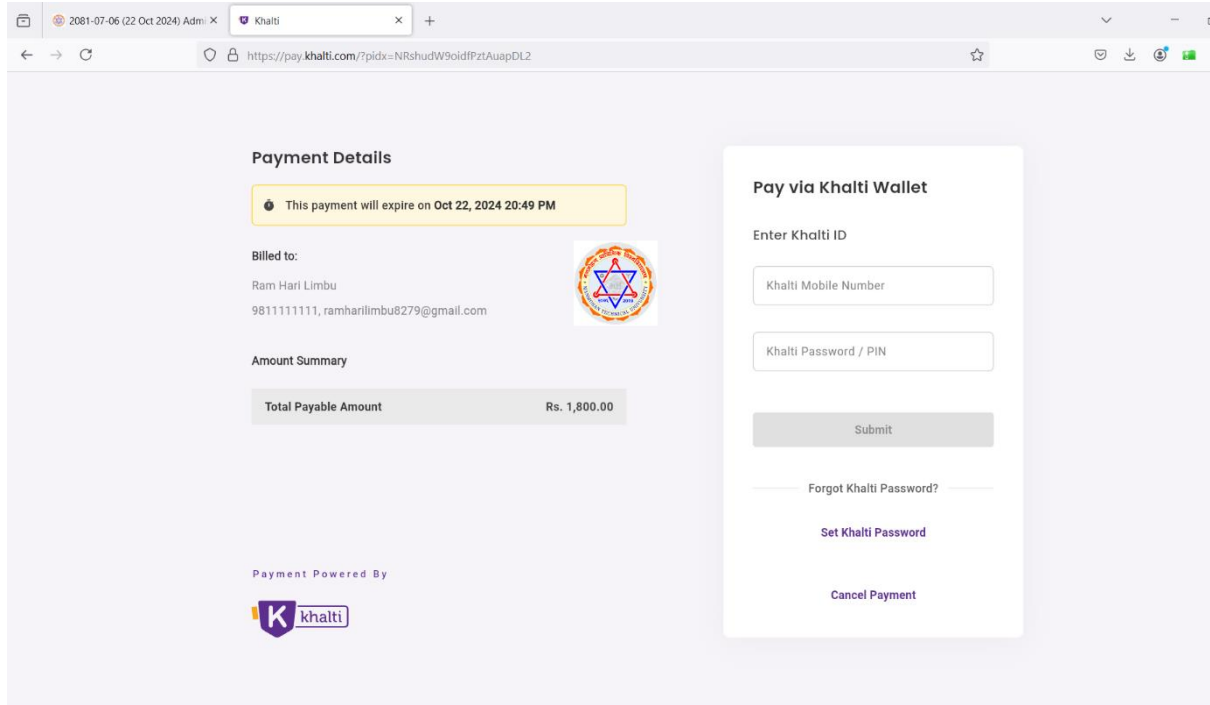 2081-07-06 (22 Oct 2024) Admi
Khalti
https://pay.khalti.com/?pidx=NRshudW9oidfPztAuapDL2
Payment Details
This payment will expire on Oct 22, 2024 20:49 PM
Billed to:
Ram Hari Limbu
9811111111, ramharilimbu8279@gmail.com
Amount Summary
Total Payable Amount Rs. 1,800.00
Payment Powered By
K khalti
Pay via Khalti Wallet
Enter Khalti ID
Khalti Mobile Number
Khalti Password / PIN
Submit
Forgot Khalti Password?
Set Khalti Password
Cancel Payment